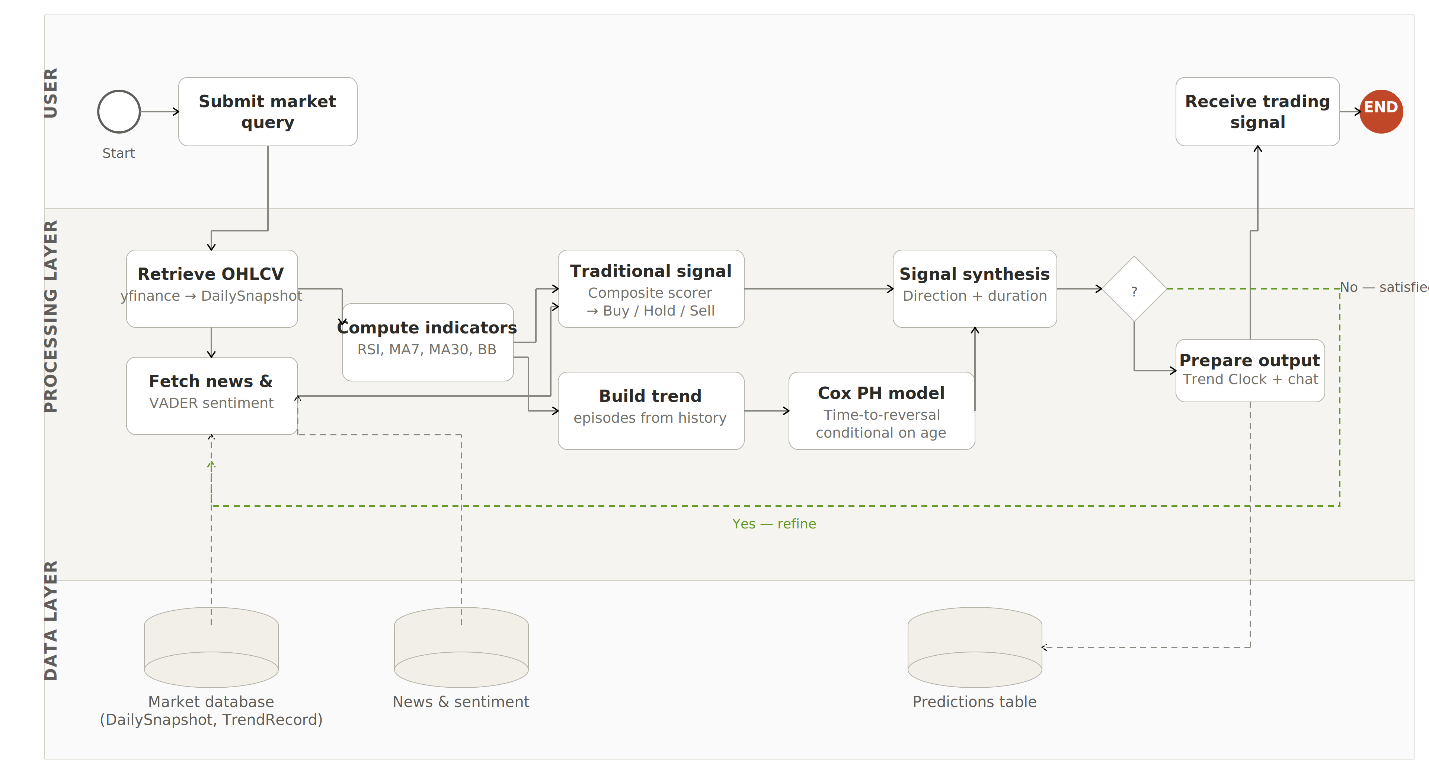 USER
Start
Submit market
query
Receive trading
signal
END
PROCESSING LAYER
Retrieve OHLCV
yfinance → DailySnapshot
Compute indicators
RSI, MA7, MA30, BB
Fetch news &
VADER sentiment
Traditional signal
Composite scorer
→ Buy / Hold / Sell
Build trend
episodes from history
Cox PH model
Time-to-reversal
conditional on age
Signal synthesis
Direction + duration
?
No — satisfied
Prepare output
Trend Clock + chat
Yes — refine
DATA LAYER
Market database
(DailySnapshot, TrendRecord)
News & sentiment
Predictions table